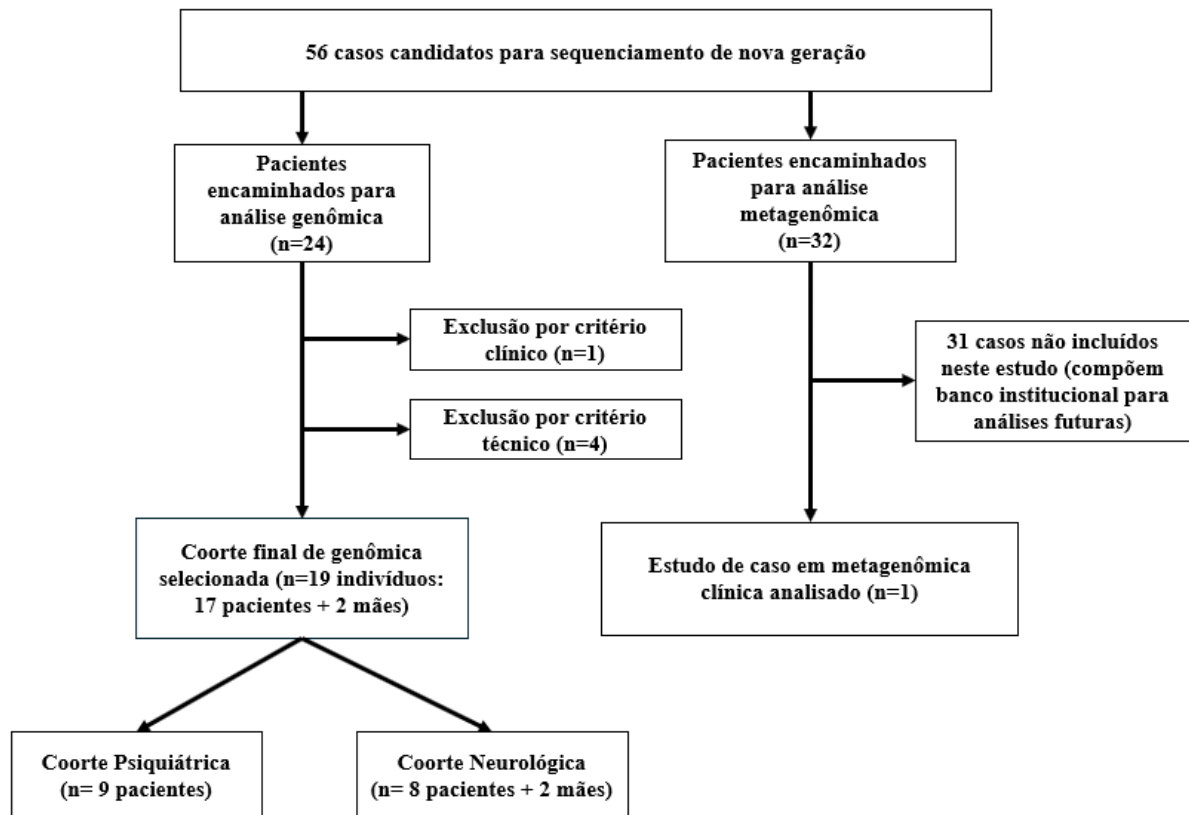 56 casos candidatos para sequenciamento de nova geração
Pacientes
encaminhados para
análise genômica
(n=24)
Pacientes encaminhados
para análise
metagenômica
(n=32)
Exclusão por critério
clínico (n=1)
31 casos não incluídos
neste estudo (compõem
banco institucional para
análises futuras)
Exclusão por critério
técnico (n=4)
Coorte final de genômica
selecionada (n=19 indivíduos:
17 pacientes + 2 mães)
Estudo de caso em metagenômica
clínica analisado (n=1)
Coorte Psiquiátrica
(n= 9 pacientes)
Coorte Neurológica
(n= 8 pacientes + 2 mães)